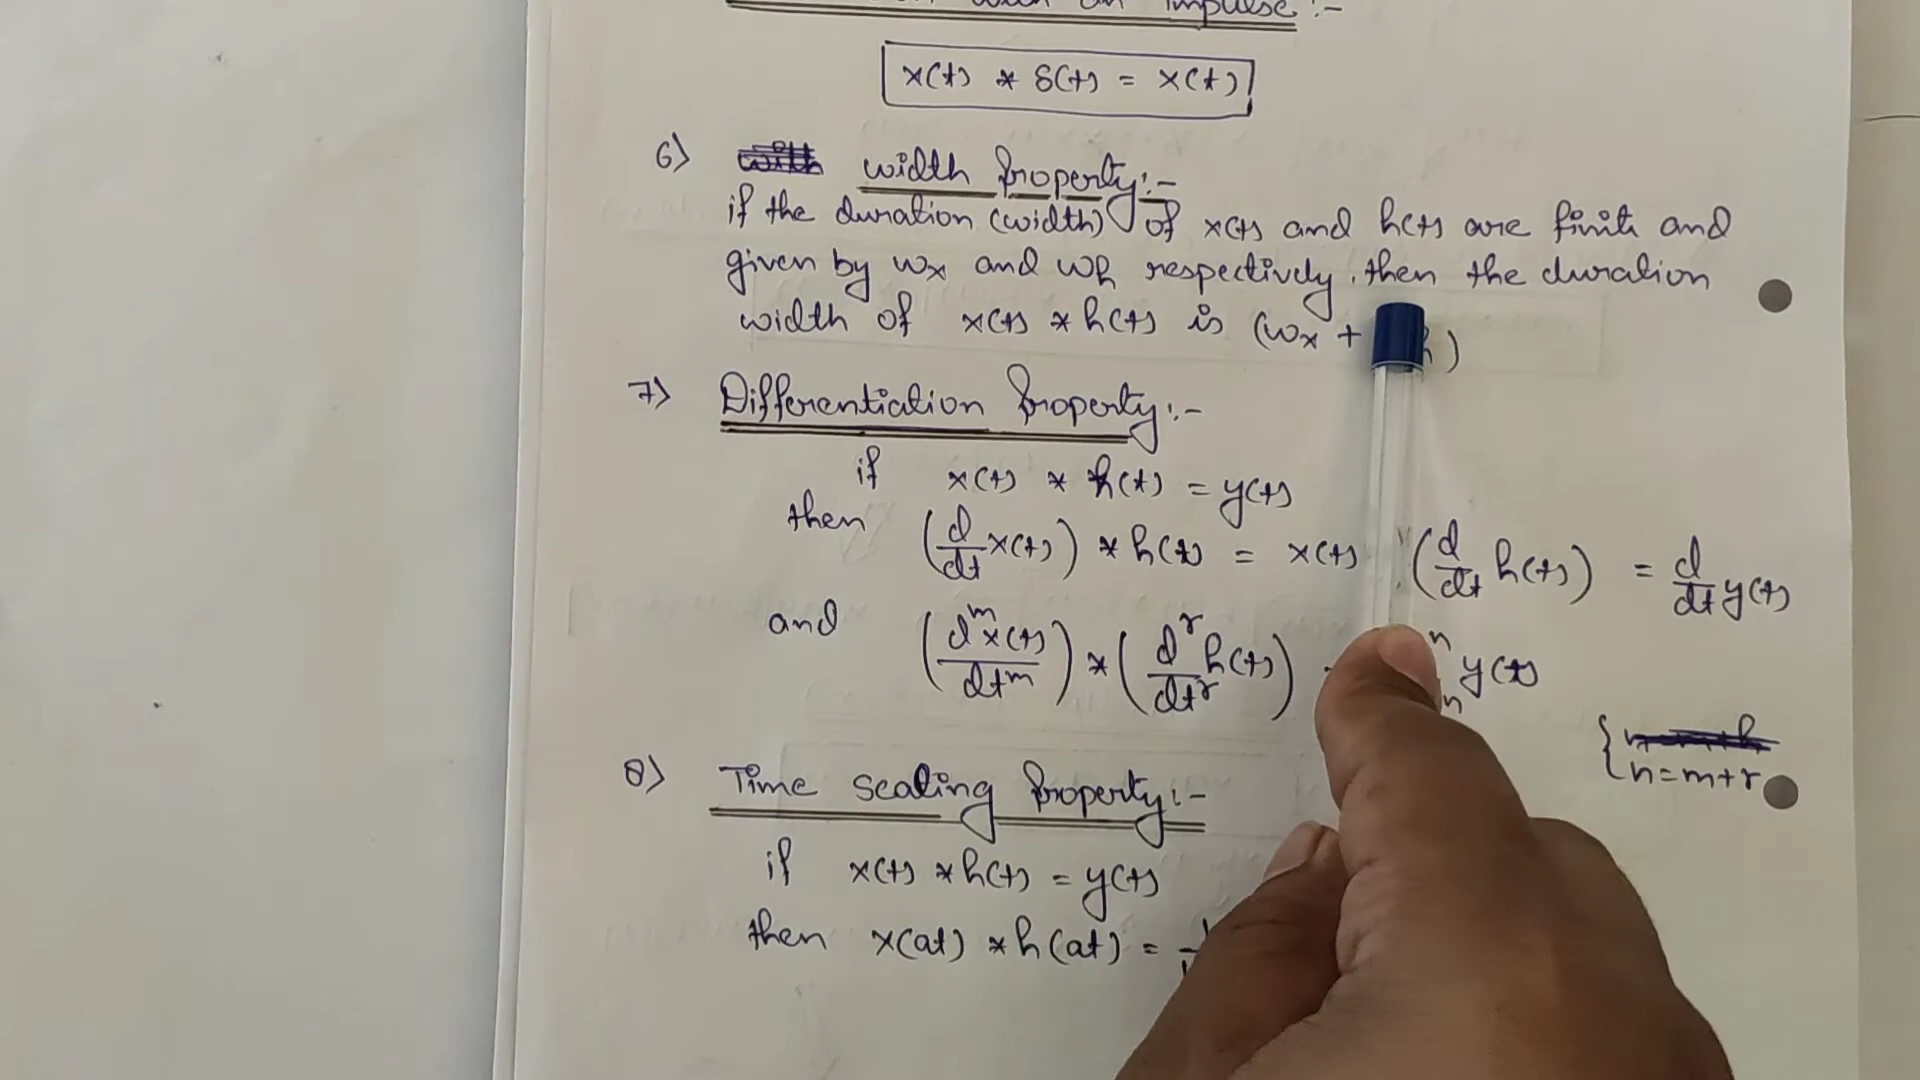 an impulse :-
x(t) * δ(t) = x(t)
6) width property :-
if the duration (width) of x(t) and h(t) are finite and
given by wx and wh respectively. then the duration
width of x(t) * h(t) is (wx + )
7) Differentiation property :-
if x(t) * h(t) = y(t)
then (d/dt x(t)) * h(t) = x(t) (d/dt h(t)) = d/dt y(t)
and (d^m x(t)/dt^m) * (d^r/dt^r h(t)) y(t)
{n=m+r
8) Time scaling property :-
if x(t) * h(t) = y(t)
then x(at) * h(at) =